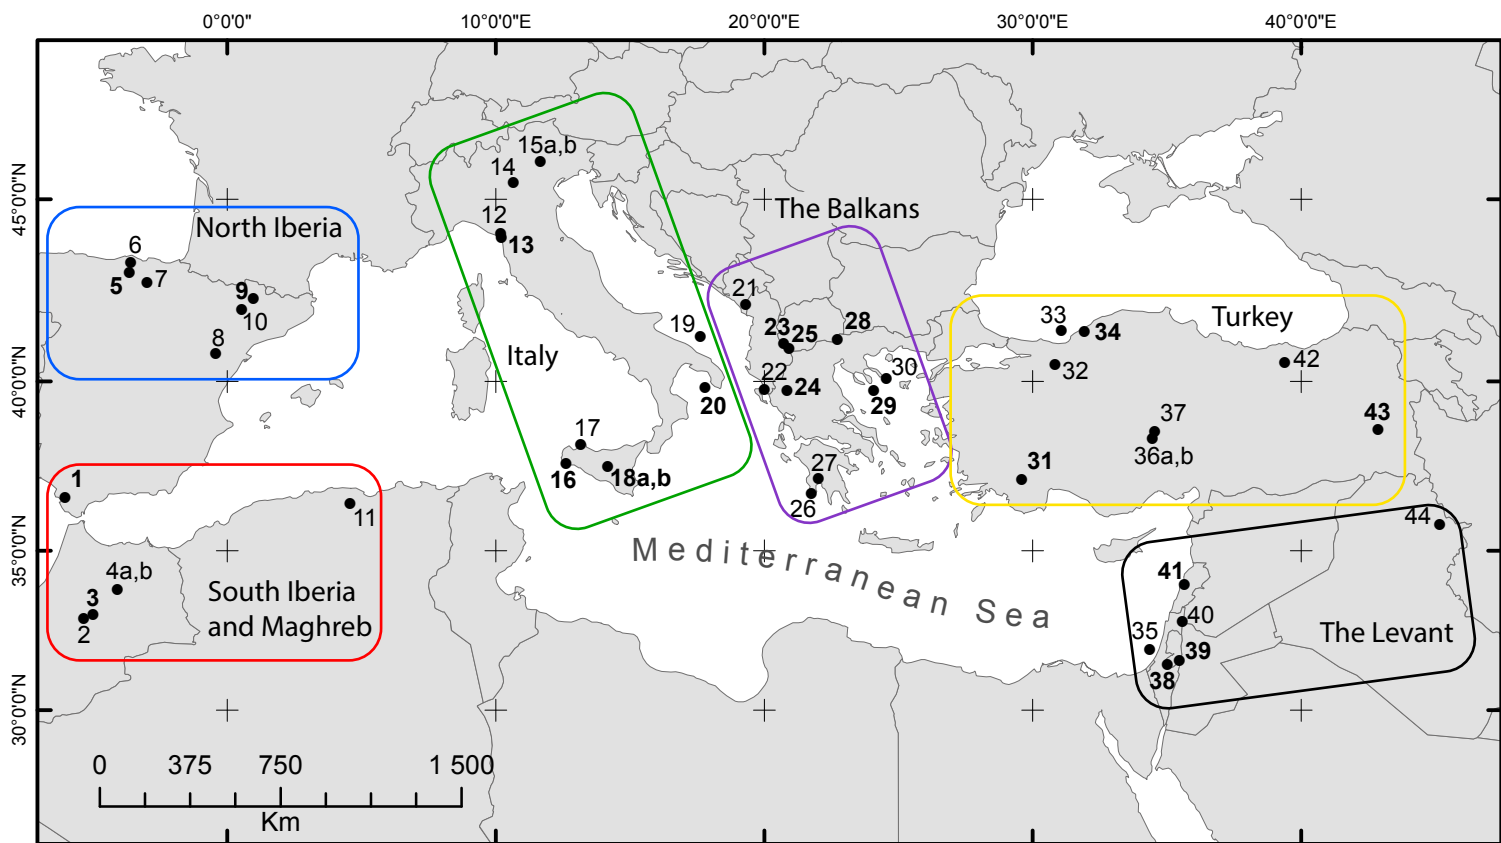 0°0'0"
10°0'0"E
20°0'0"E
30°0'0"E
40°0'0"E
45°0'0"N
40°0'0"N
35°0'0"N
30°0'0"N
North Iberia
6
5
7
9
10
8
15a,b
14
12
13
19
Italy
20
17
16
18a,b
The Balkans
21
23
25
28
22
24
30
29
27
26
Turkey
33
34
32
42
37
36a,b
43
31
1
11
4a,b
3
2
South Iberia
and Maghreb
Mediterranean Sea
44
41
40
35
39
38
The Levant
0 375 750 1 500
Km